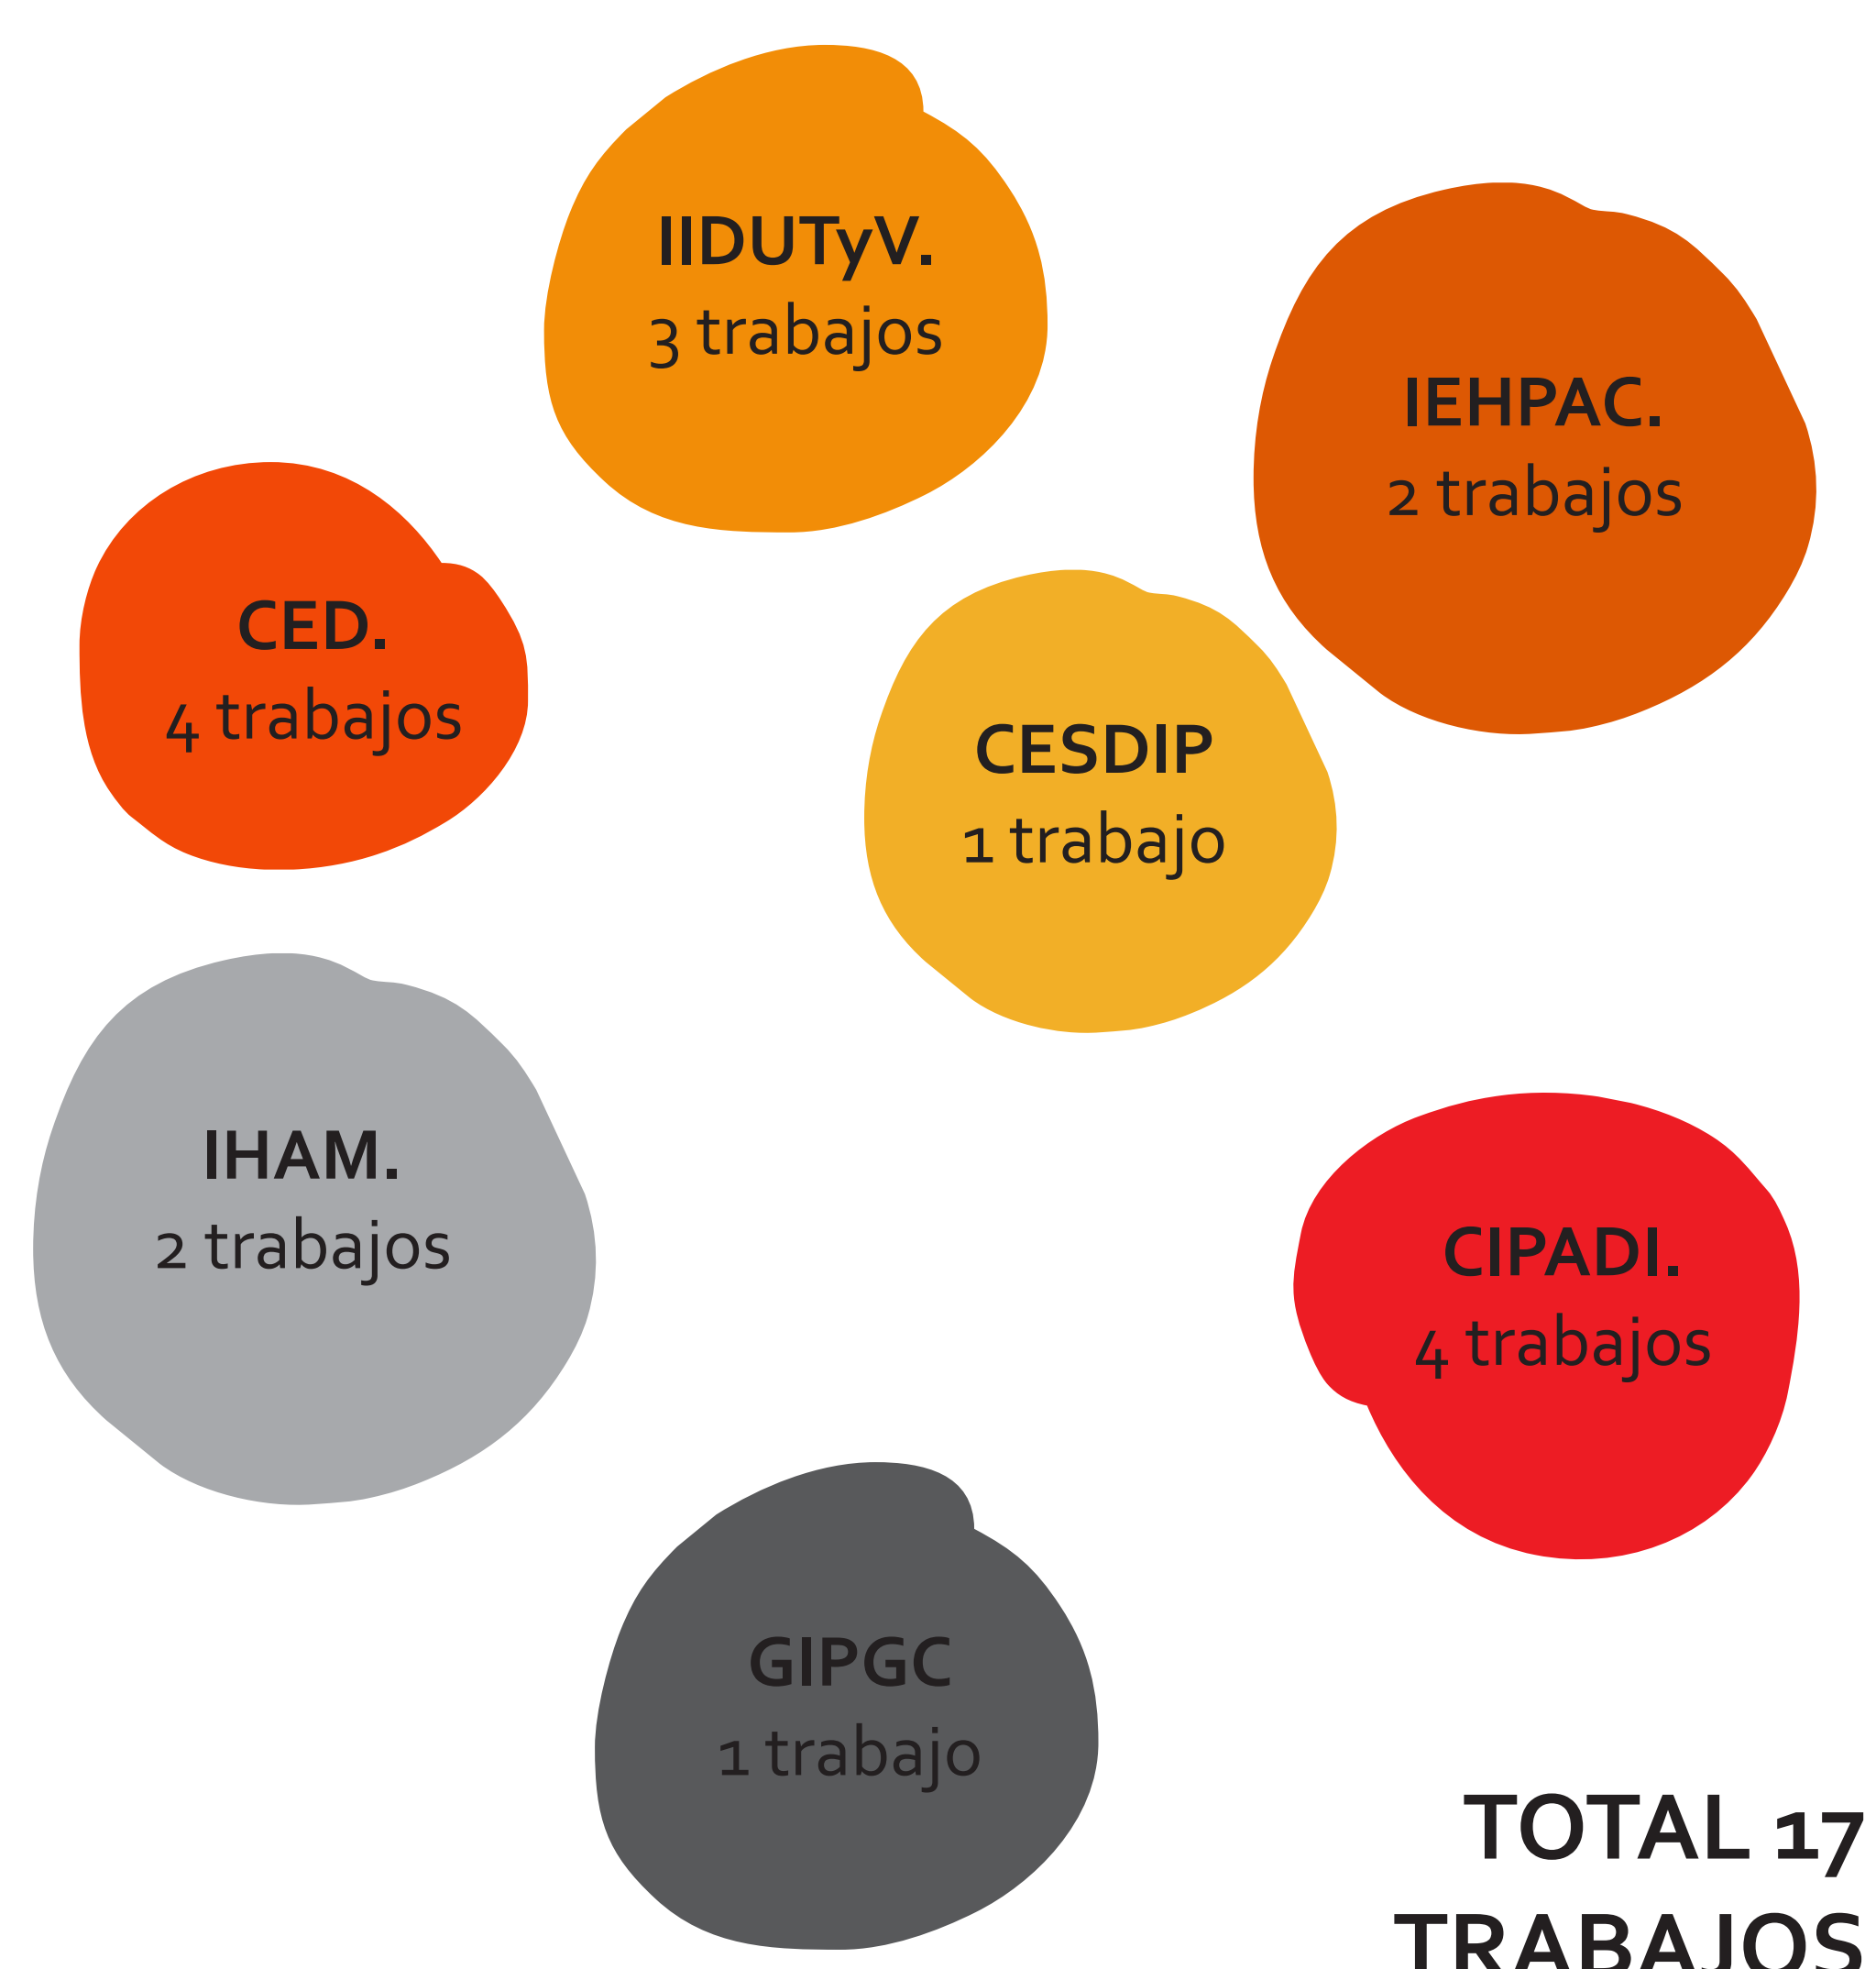 IIDUTyV.
3 trabajos
IEHPAC.
2 trabajos
CED.
4 trabajos
CESDIP
1 trabajo
IHAM.
2 trabajos
CIPADI.
4 trabajos
GIPGC
1 trabajo
TOTAL 17
TRABAJOS